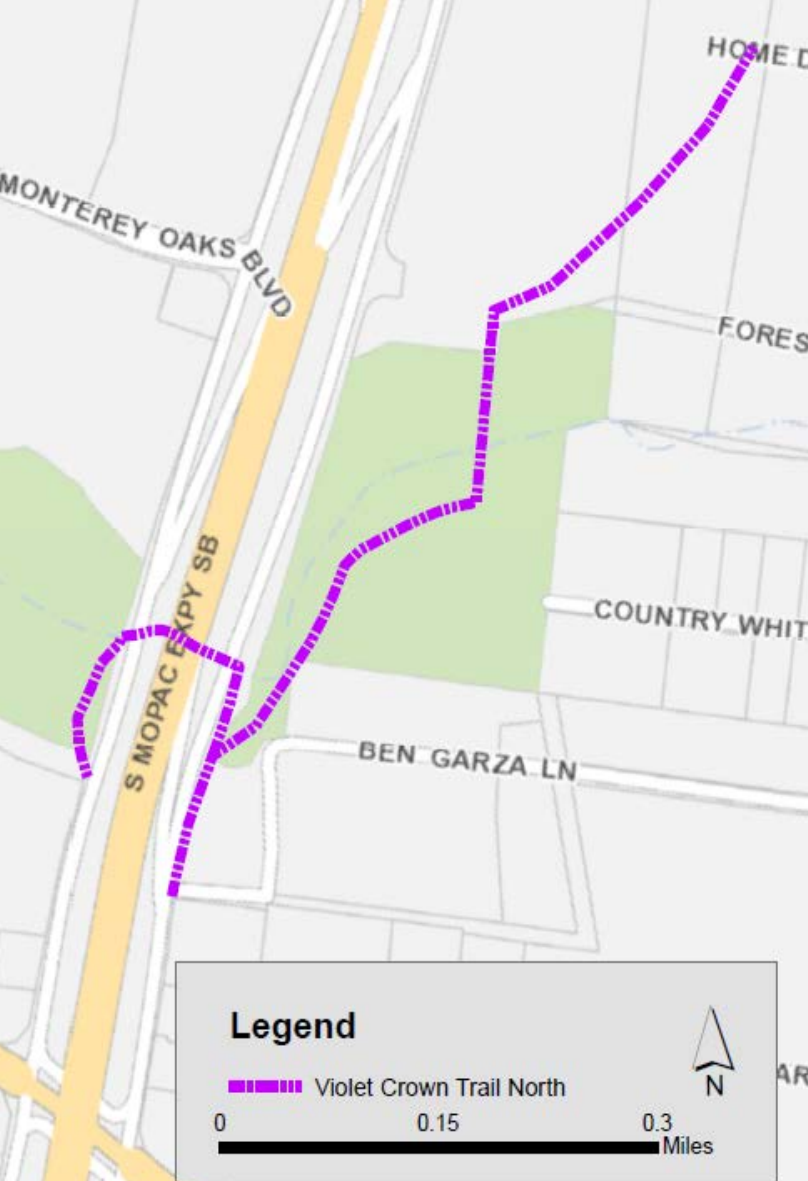 HOME D
MONTEREY OAKS BLVD
FORES
S MOPAC EXPY SB
COUNTRY WHIT
BEN GARZA LN
Legend
Violet Crown Trail North
N
AR
0 0.15 0.3
Miles